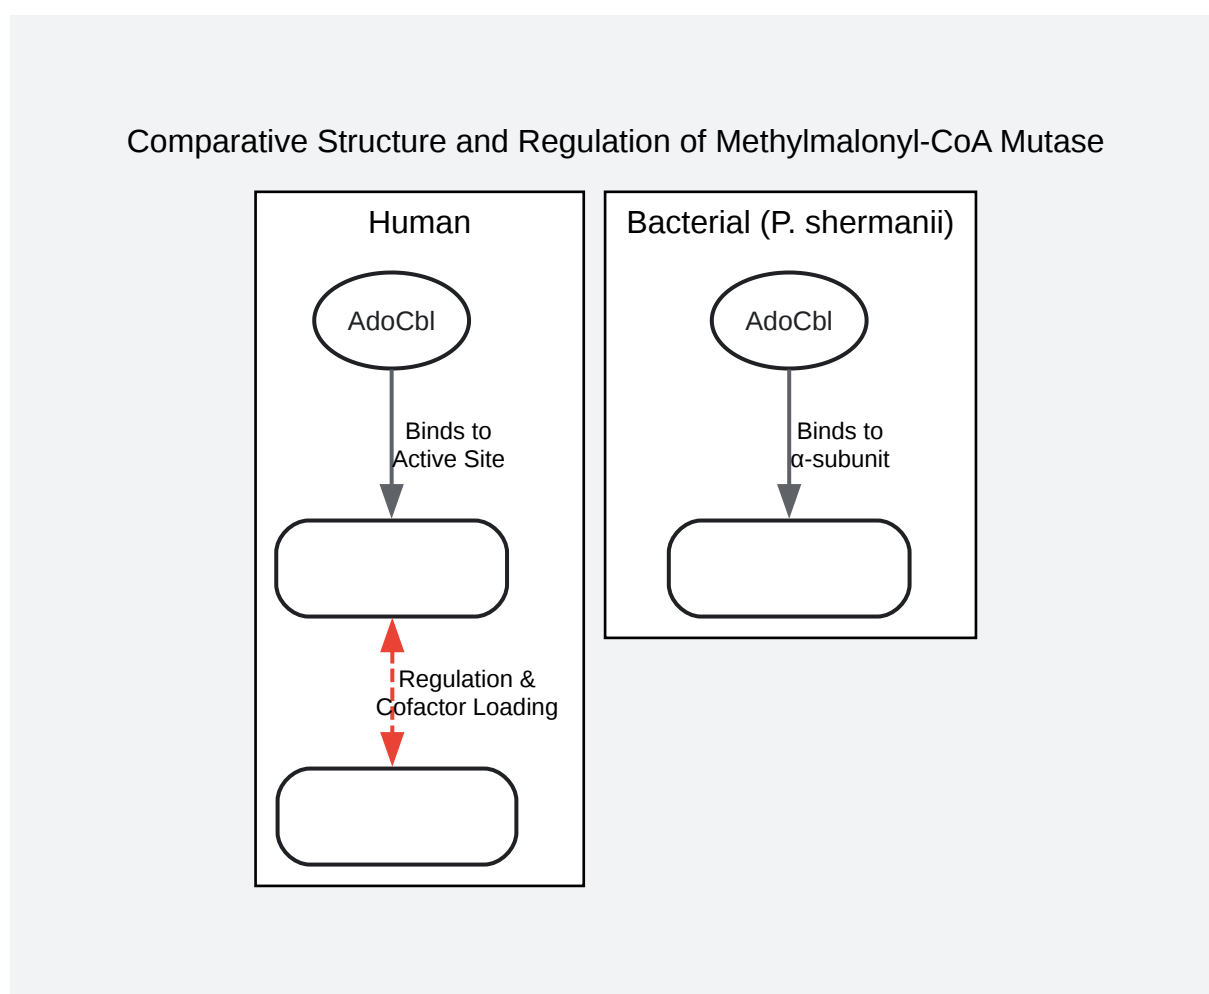 Comparative Structure and Regulation of Methylmalonyl-CoA Mutase
Human
AdoCbl
Binds to
Active Site
Regulation &
Cofactor Loading
Bacterial (P. shermanii)
AdoCbl
Binds to
α-subunit